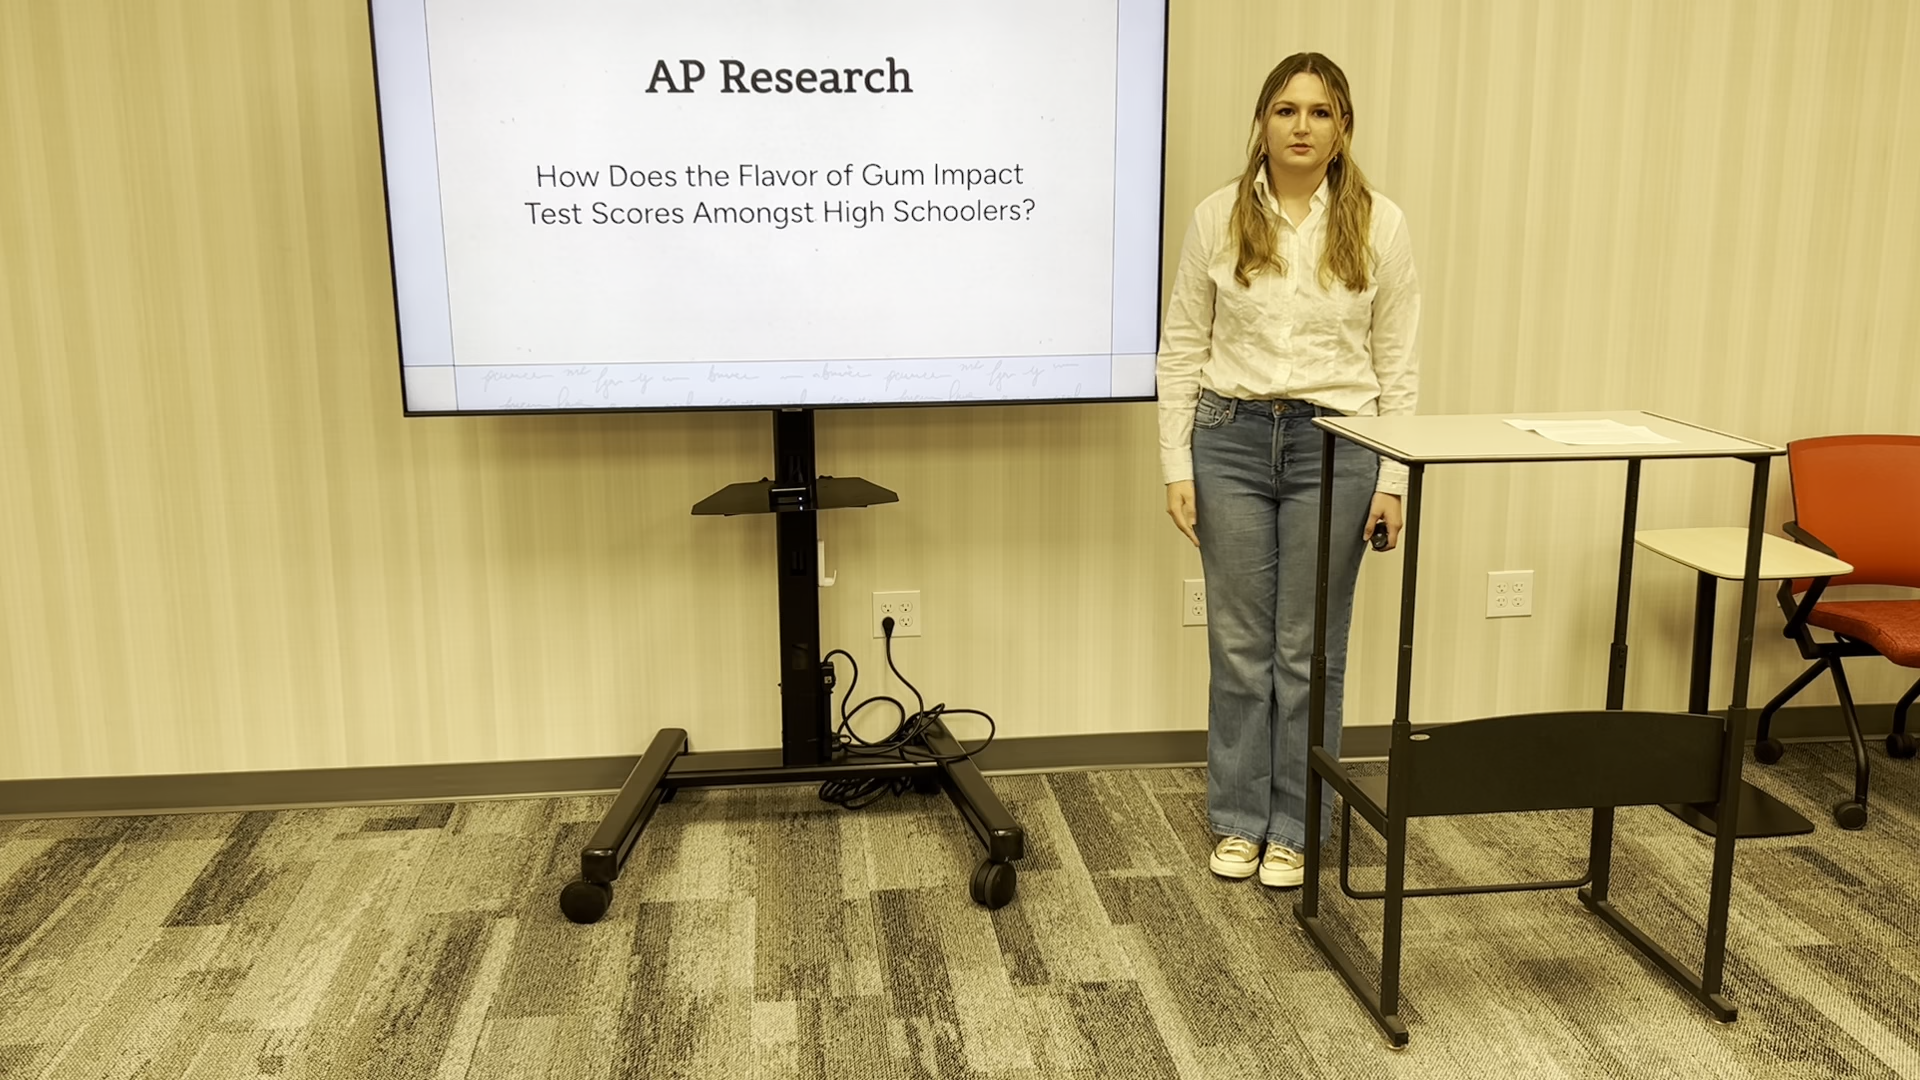 AP Research
How Does the Flavor of Gum Impact
Test Scores Amongst High Schoolers?